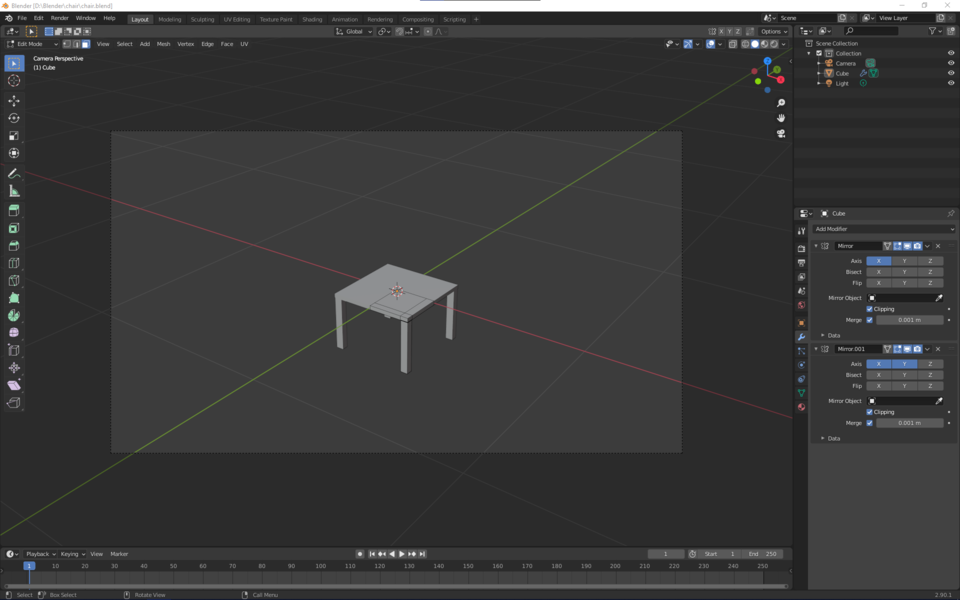 Blender [D:\Blender\chair\chair.blend]
File Edit Render Window Help Layout Modeling Sculpting UV Editing Texture Paint Shading Animation Rendering Compositing Scripting + Scene View Layer
Global X Y Z Options
Edit Mode View Select Add Mesh Vertex Edge Face UV
Camera Perspective
(1) Cube
Z
Y
X
Scene Collection
Collection
Camera
Cube
Light
Cube
Add Modifier
Mirror
Axis X Y Z
Bisect X Y Z
Flip X Y Z
Mirror Object
Clipping
Merge 0.001 m
Data
Mirror.001
Axis X Y Z
Bisect X Y Z
Flip X Y Z
Mirror Object
Clipping
Merge 0.001 m
Data
Playback Keying View Marker 1 Start 1 End 250
1 10 20 30 40 50 60 70 80 90 100 110 120 130 140 150 160 170 180 190 200 210 220 230 240 250
Select Box Select Rotate View Call Menu 2.90.1